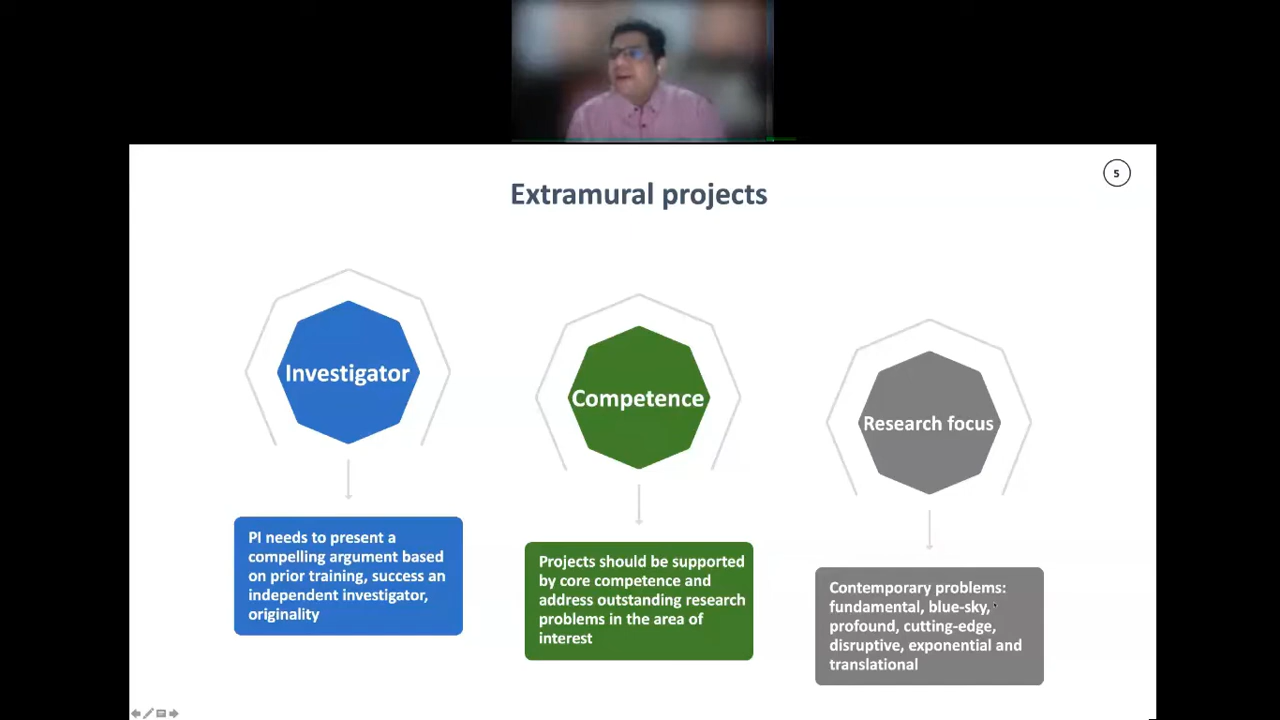 5
Extramural projects
Investigator
PI needs to present a
compelling argument based
on prior training, success an
independent investigator,
originality
Competence
Projects should be supported
by core competence and
address outstanding research
problems in the area of
interest
Research focus
Contemporary problems:
fundamental, blue-sky,
profound, cutting-edge,
disruptive, exponential and
translational